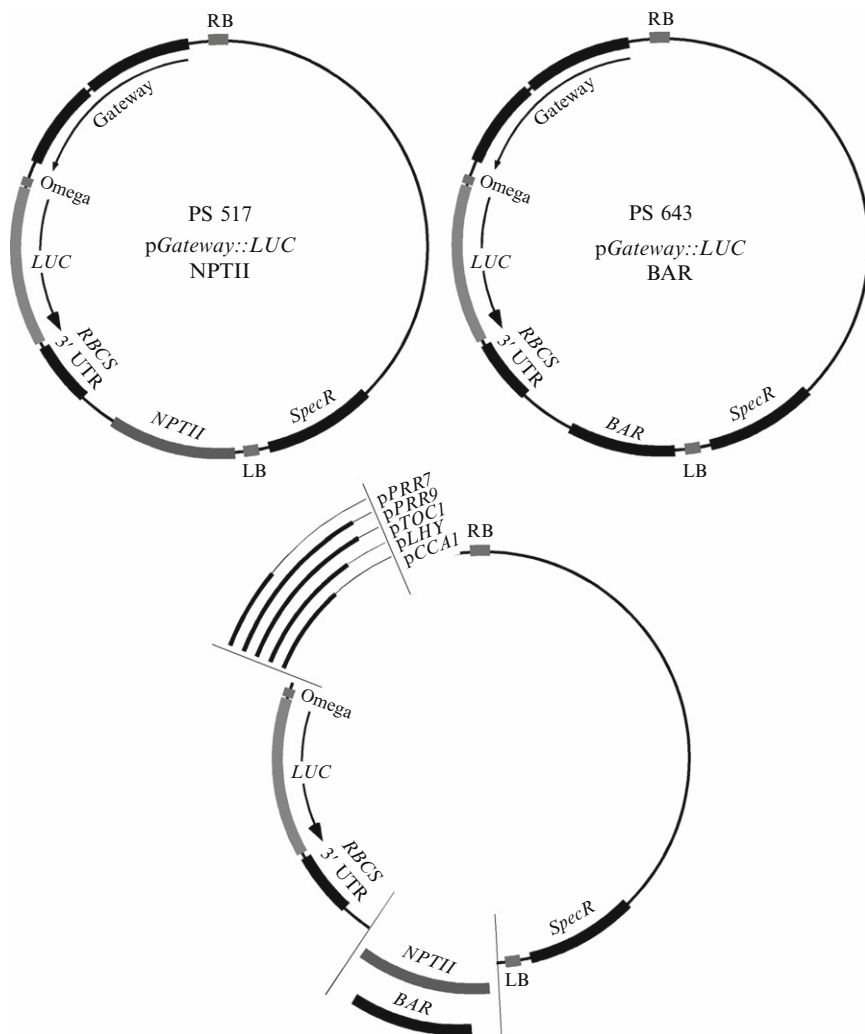 RB
Gateway
Omega
PS 517
pGateway::LUC
NPTII
LUC
RBCS
3′ UTR
NPTII
LB
SpecR
RB
Gateway
Omega
PS 643
pGateway::LUC
BAR
LUC
RBCS
3′ UTR
BAR
LB
SpecR
pPRR7
pPRR9
pTOC1
pLHY
pCCA1
RB
Omega
LUC
RBCS
3′ UTR
NPTII
BAR
LB
SpecR